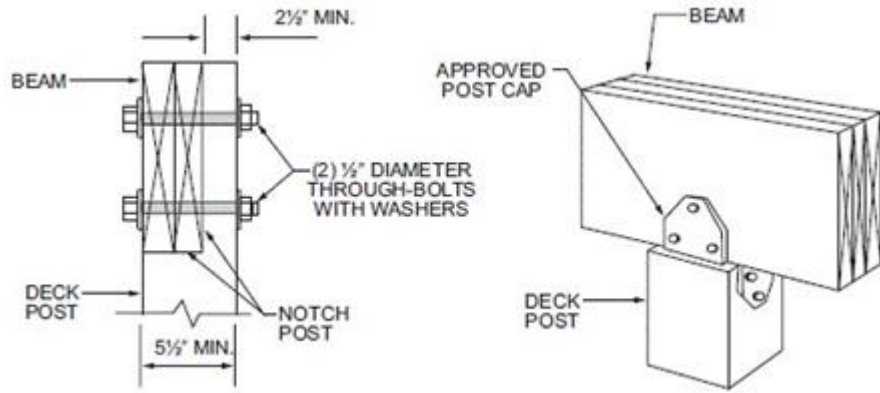 2½" MIN.
BEAM
(2) ½" DIAMETER
THROUGH-BOLTS
WITH WASHERS
DECK
POST
NOTCH
POST
5½" MIN.
BEAM
APPROVED
POST CAP
DECK
POST